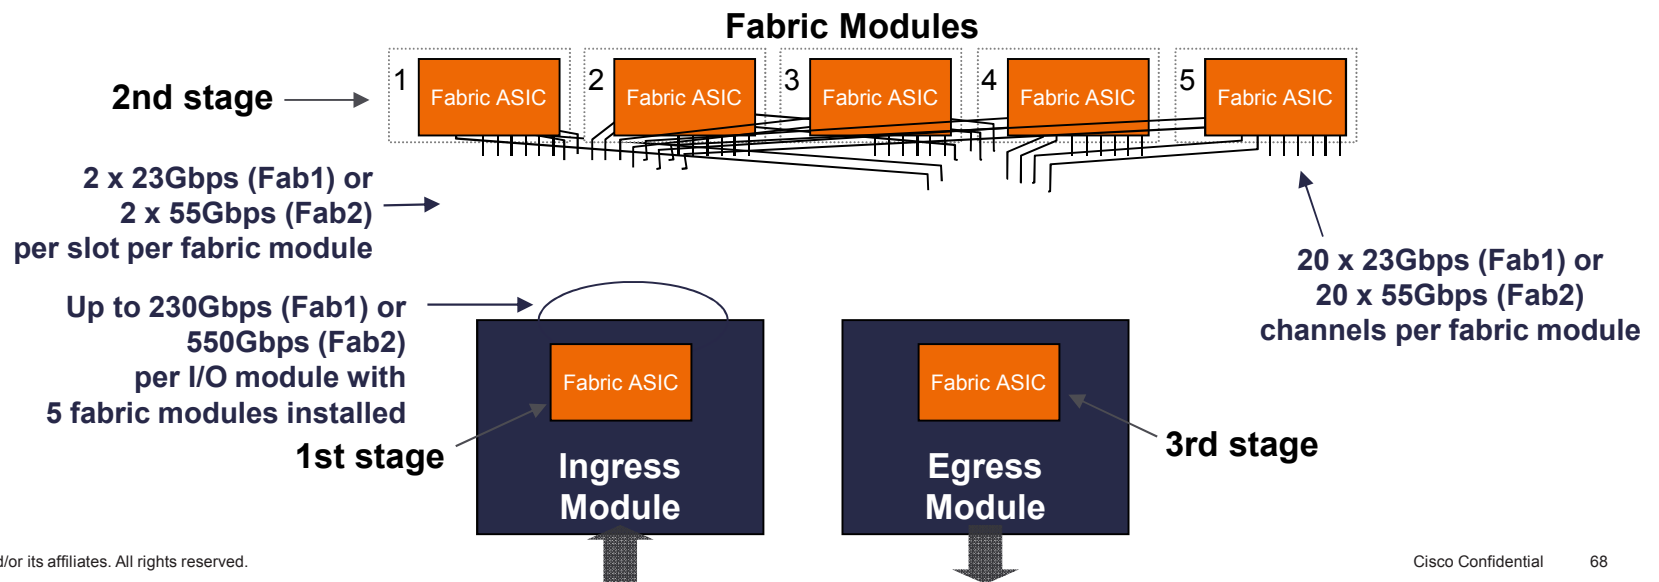 Fabric Modules
1
Fabric ASIC
2
Fabric ASIC
3
Fabric ASIC
4
Fabric ASIC
5
Fabric ASIC
2nd stage
2 x 23Gbps (Fab1) or
2 x 55Gbps (Fab2)
per slot per fabric module
20 x 23Gbps (Fab1) or
20 x 55Gbps (Fab2)
channels per fabric module
Up to 230Gbps (Fab1) or
550Gbps (Fab2)
per I/O module with
5 fabric modules installed
1st stage
Fabric ASIC
Ingress
Module
Fabric ASIC
Egress
Module
3rd stage
d/or its affiliates. All rights reserved.
Cisco Confidential
68